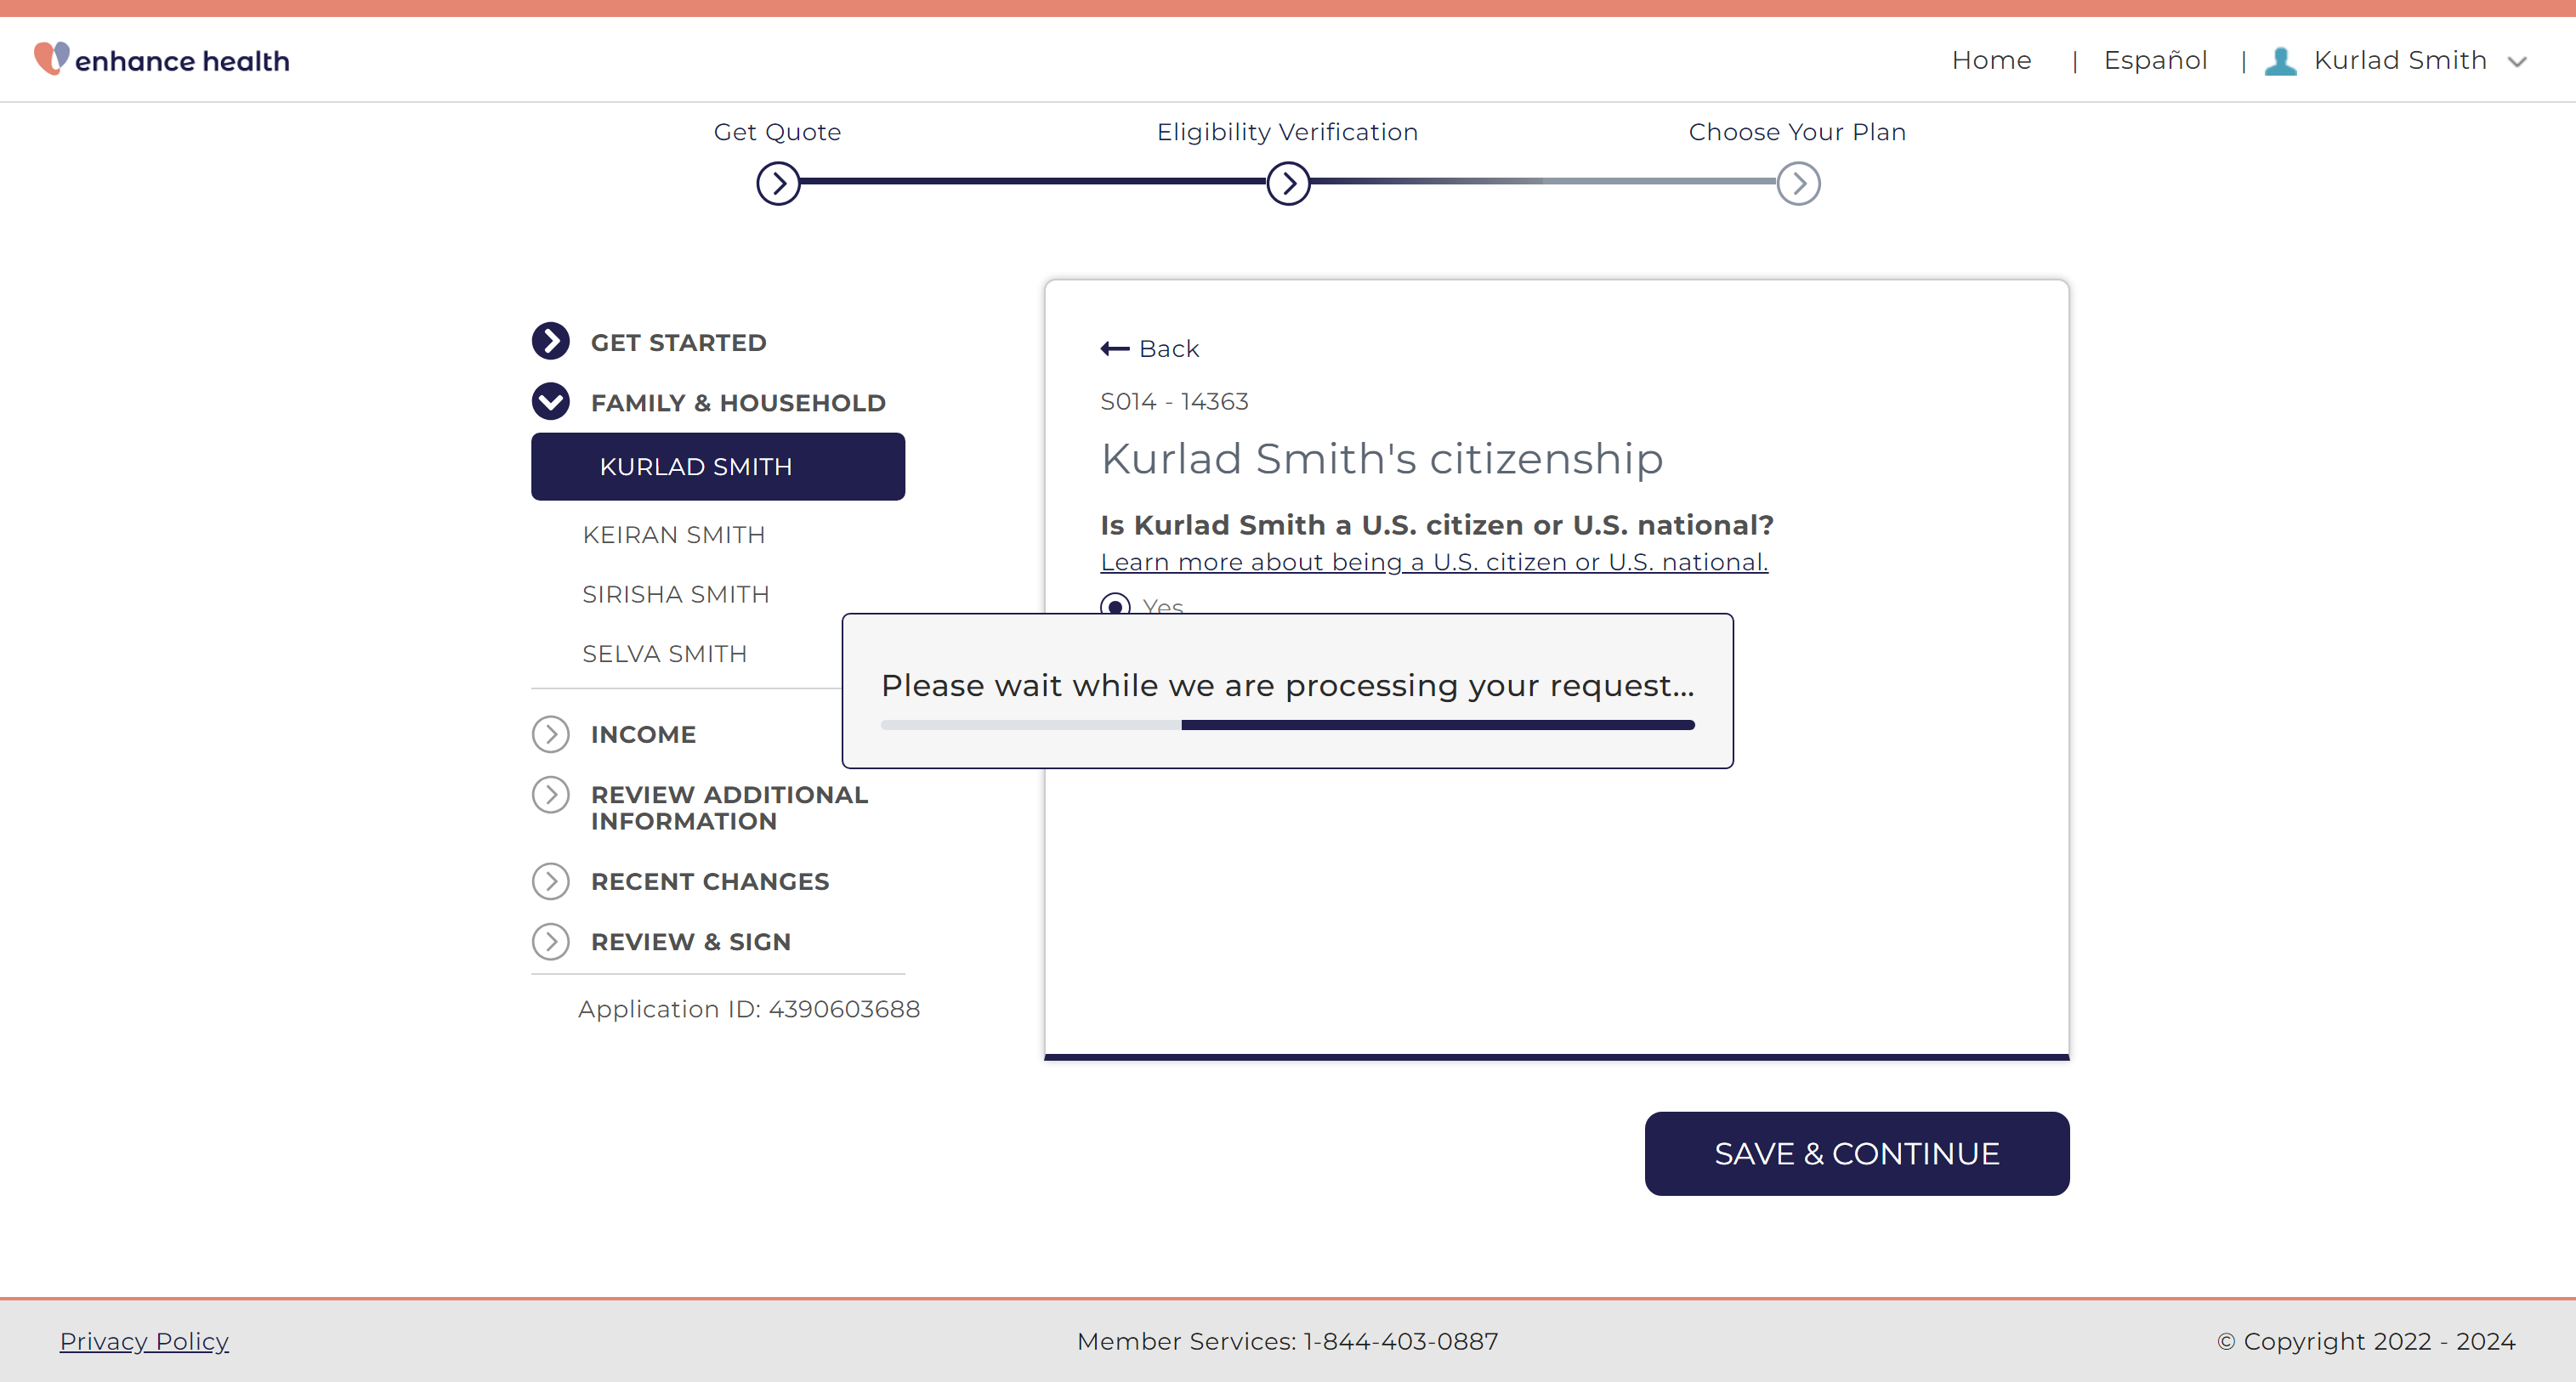 enhance health
Home | Español | Kurlad Smith
Get Quote
Eligibility Verification
Choose Your Plan
GET STARTED
FAMILY & HOUSEHOLD
KURLAD SMITH
KEIRAN SMITH
SIRISHA SMITH
SELVA SMITH
INCOME
REVIEW ADDITIONAL
INFORMATION
RECENT CHANGES
REVIEW & SIGN
Application ID: 4390603688
Back
S014 - 14363
Kurlad Smith's citizenship
Is Kurlad Smith a U.S. citizen or U.S. national?
Learn more about being a U.S. citizen or U.S. national.
Yes
Please wait while we are processing your request...
SAVE & CONTINUE
Privacy Policy
Member Services: 1-844-403-0887
© Copyright 2022 - 2024